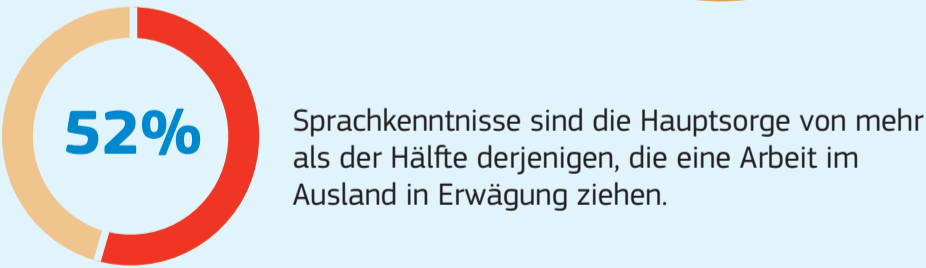 52%
Sprachkenntnisse sind die Hauptsorge von mehr
als der Hälfte derjenigen, die eine Arbeit im
Ausland in Erwägung ziehen.